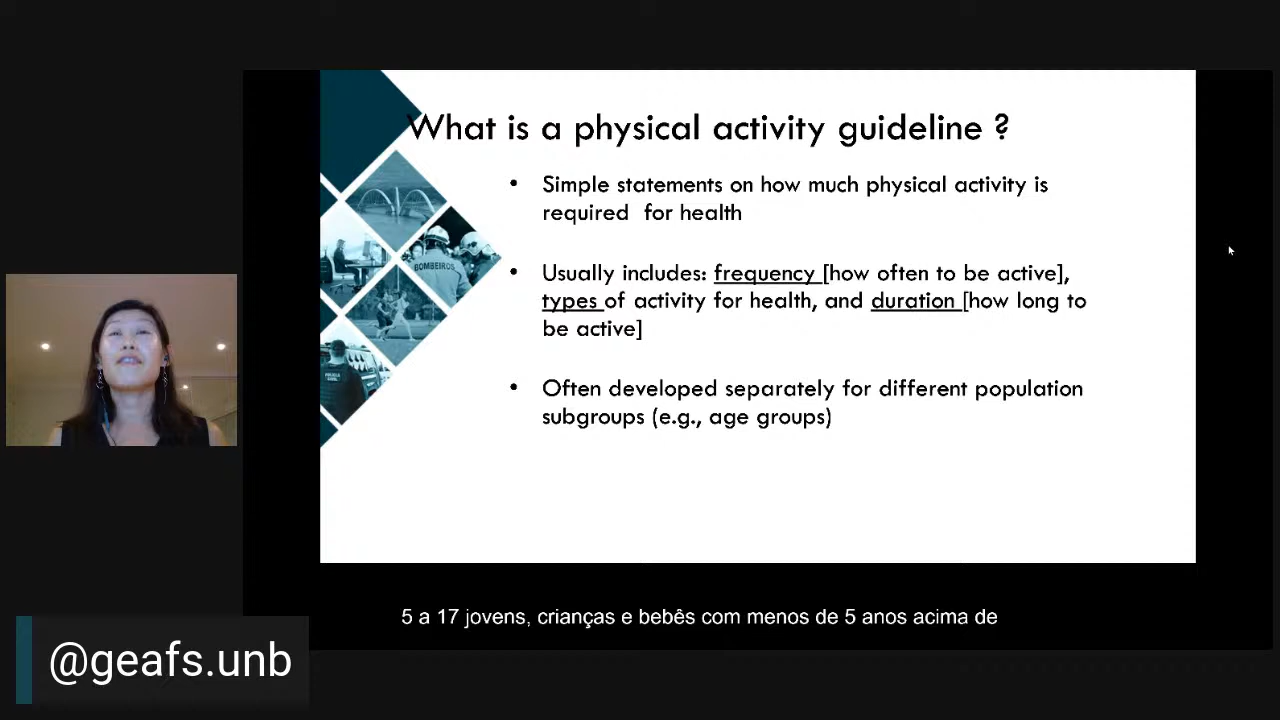 What is a physical activity guideline ?
• Simple statements on how much physical activity is
required for health
• Usually includes: frequency [how often to be active],
types of activity for health, and duration [how long to
be active]
• Often developed separately for different population
subgroups (e.g., age groups)
BOMBEIROS
5 a 17 jovens, crianças e bebês com menos de 5 anos acima de
@geafs.unb